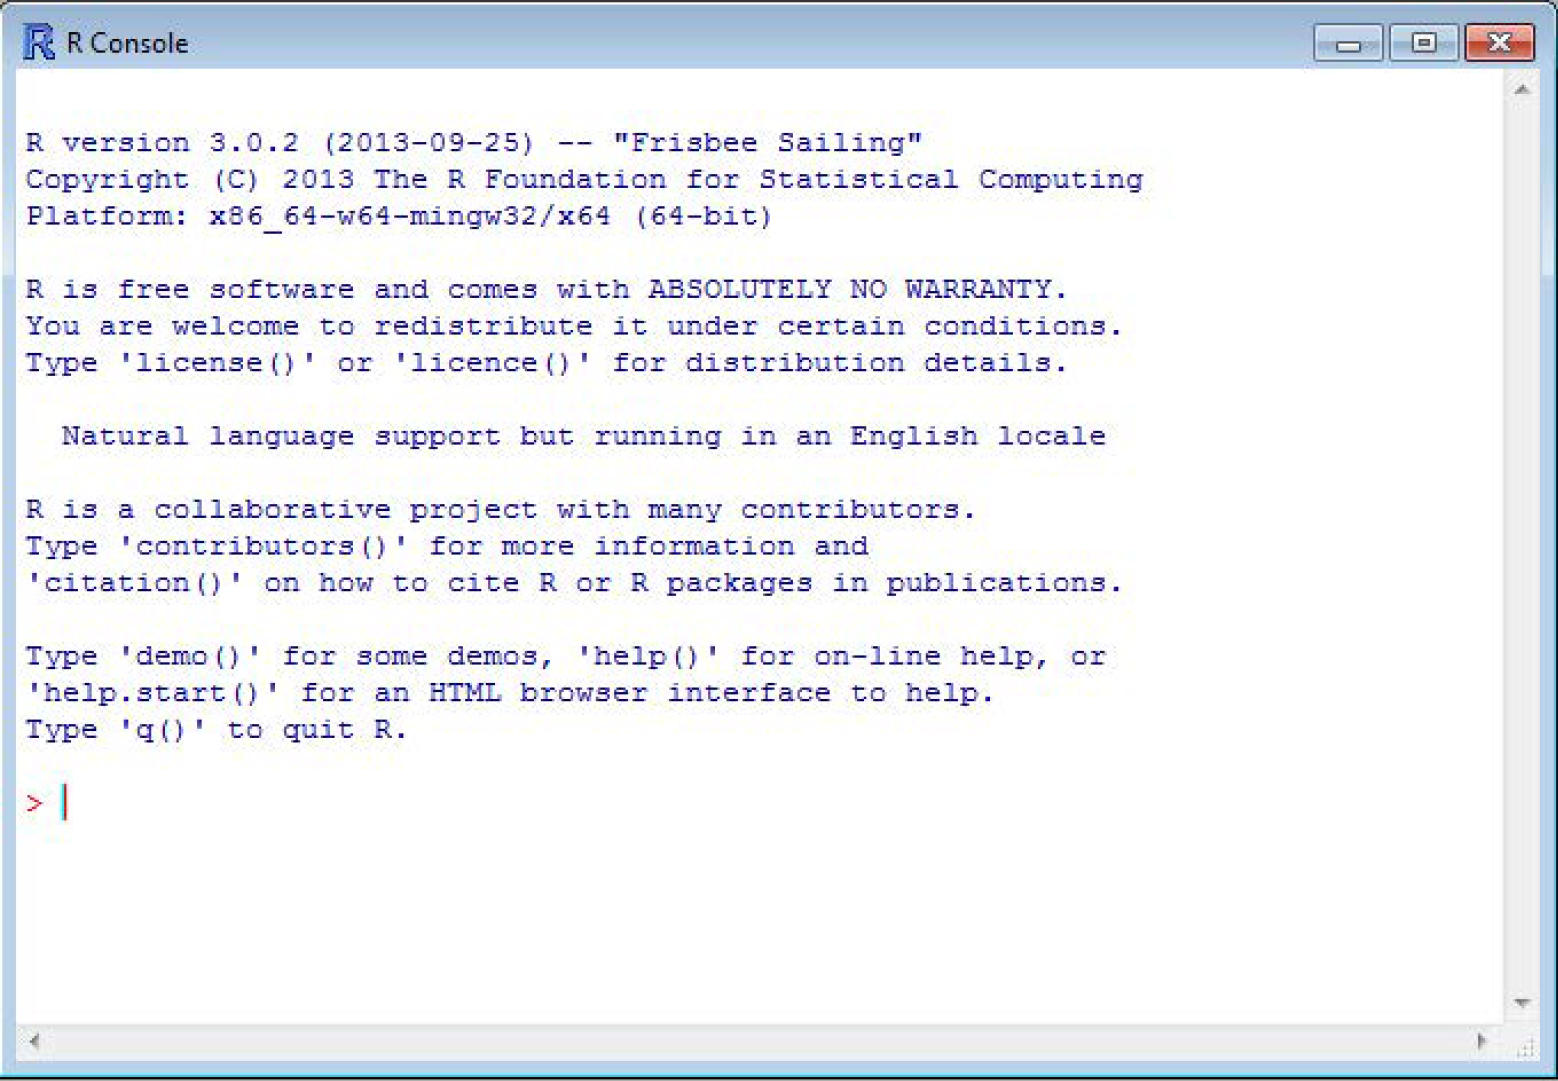 R Console
R version 3.0.2 (2013-09-25) -- "Frisbee Sailing"
Copyright (C) 2013 The R Foundation for Statistical Computing
Platform: x86_64-w64-mingw32/x64 (64-bit)
R is free software and comes with ABSOLUTELY NO WARRANTY.
You are welcome to redistribute it under certain conditions.
Type 'license()' or 'licence()' for distribution details.
Natural language support but running in an English locale
R is a collaborative project with many contributors.
Type 'contributors()' for more information and
'citation()' on how to cite R or R packages in publications.
Type 'demo()' for some demos, 'help()' for on-line help, or
'help.start()' for an HTML browser interface to help.
Type 'q()' to quit R.
>